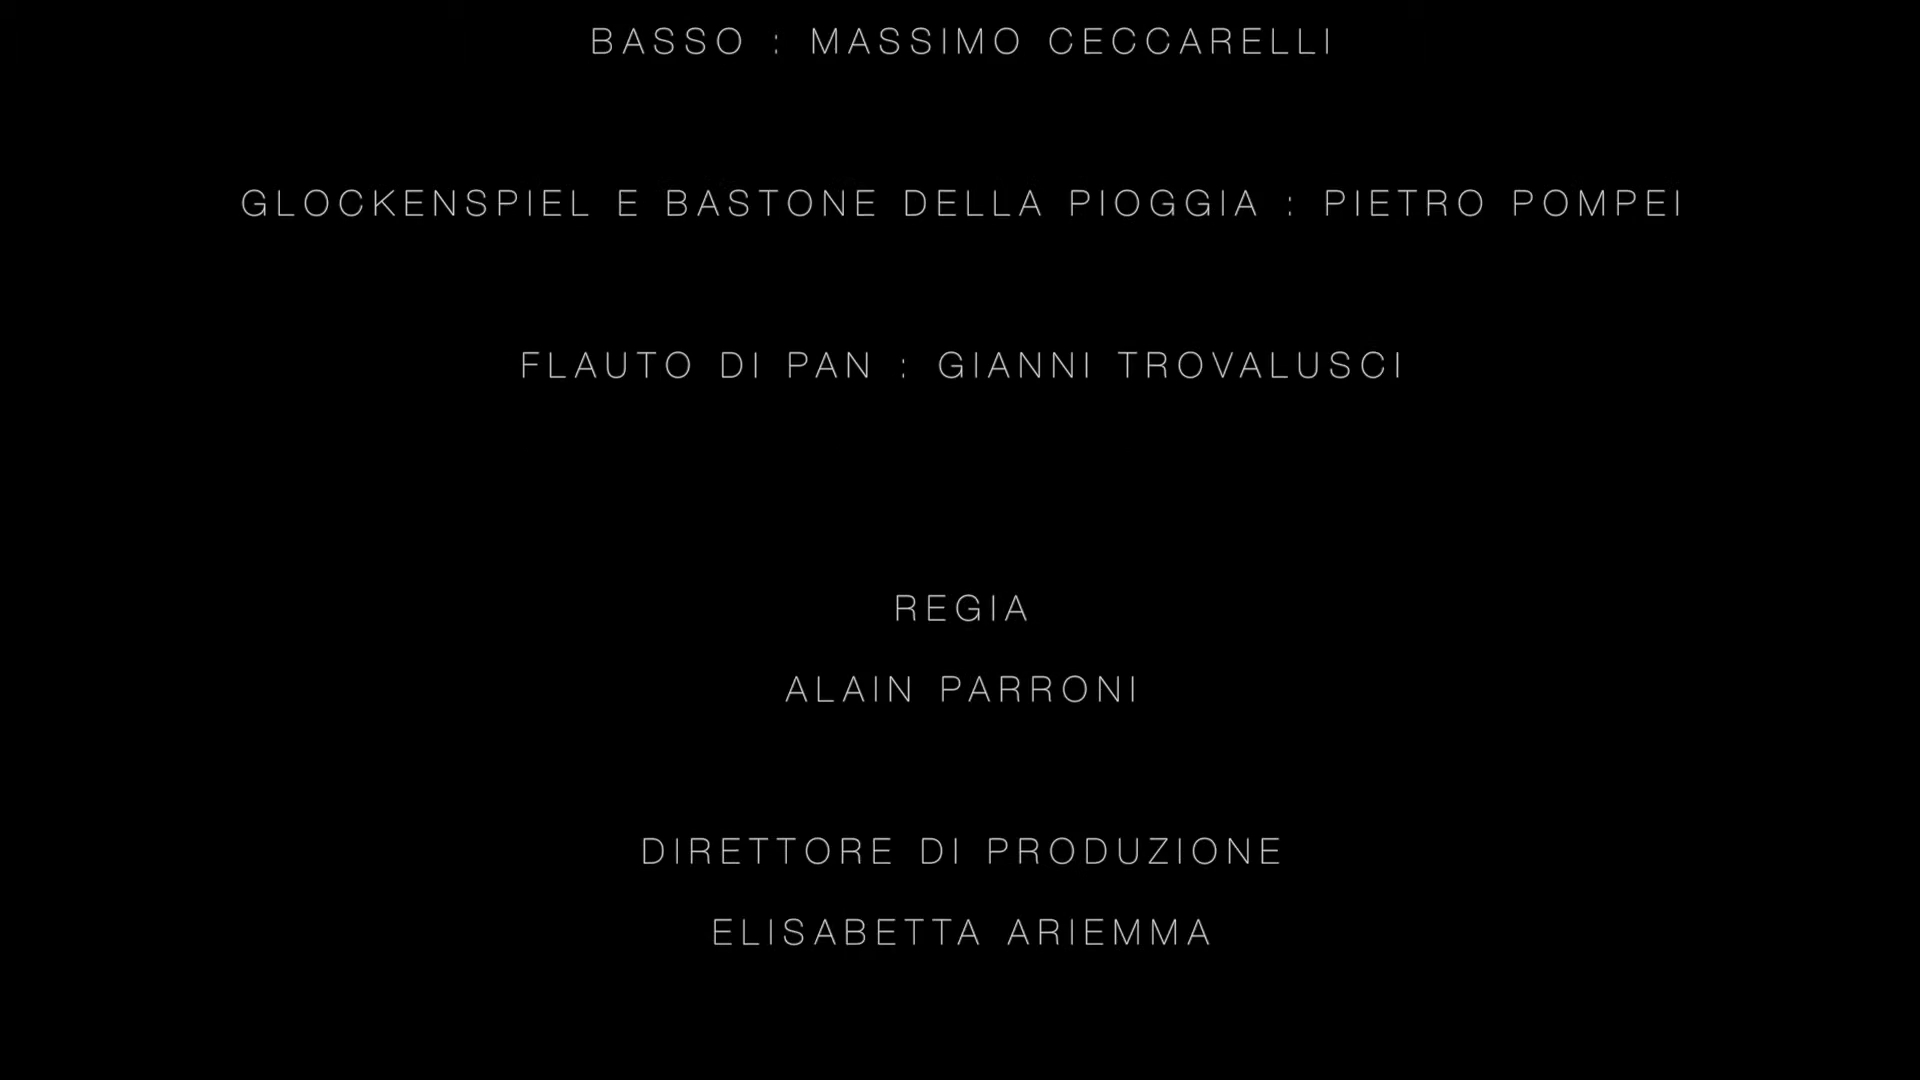 BASSO : MASSIMO CECCARELLI
GLOCKENSPIEL E BASTONE DELLA PIOGGIA : PIETRO POMPEI
FLAUTO DI PAN : GIANNI TROVALUSCI
REGIA
ALAIN PARRONI
DIRETTORE DI PRODUZIONE
ELISABETTA ARIEMMA